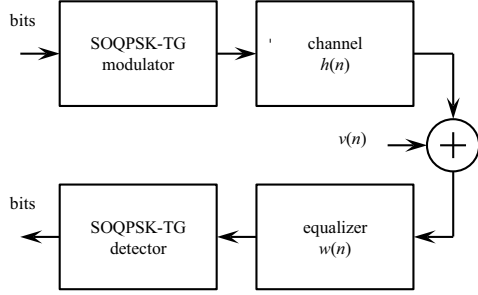 bits
SOQPSK-TG
modulator
channel
h(n)
v(n)
bits
SOQPSK-TG
detector
equalizer
w(n)